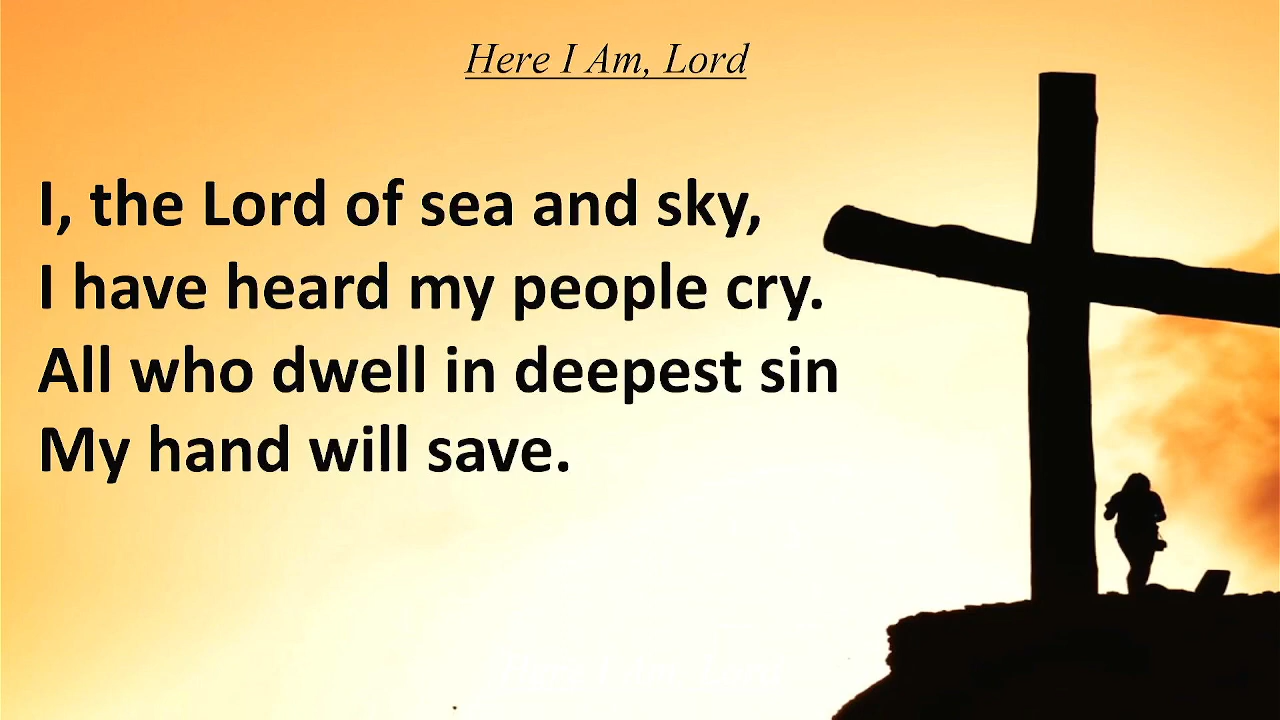 Here I Am, Lord
I, the Lord of sea and sky,
I have heard my people cry.
All who dwell in deepest sin
My hand will save.